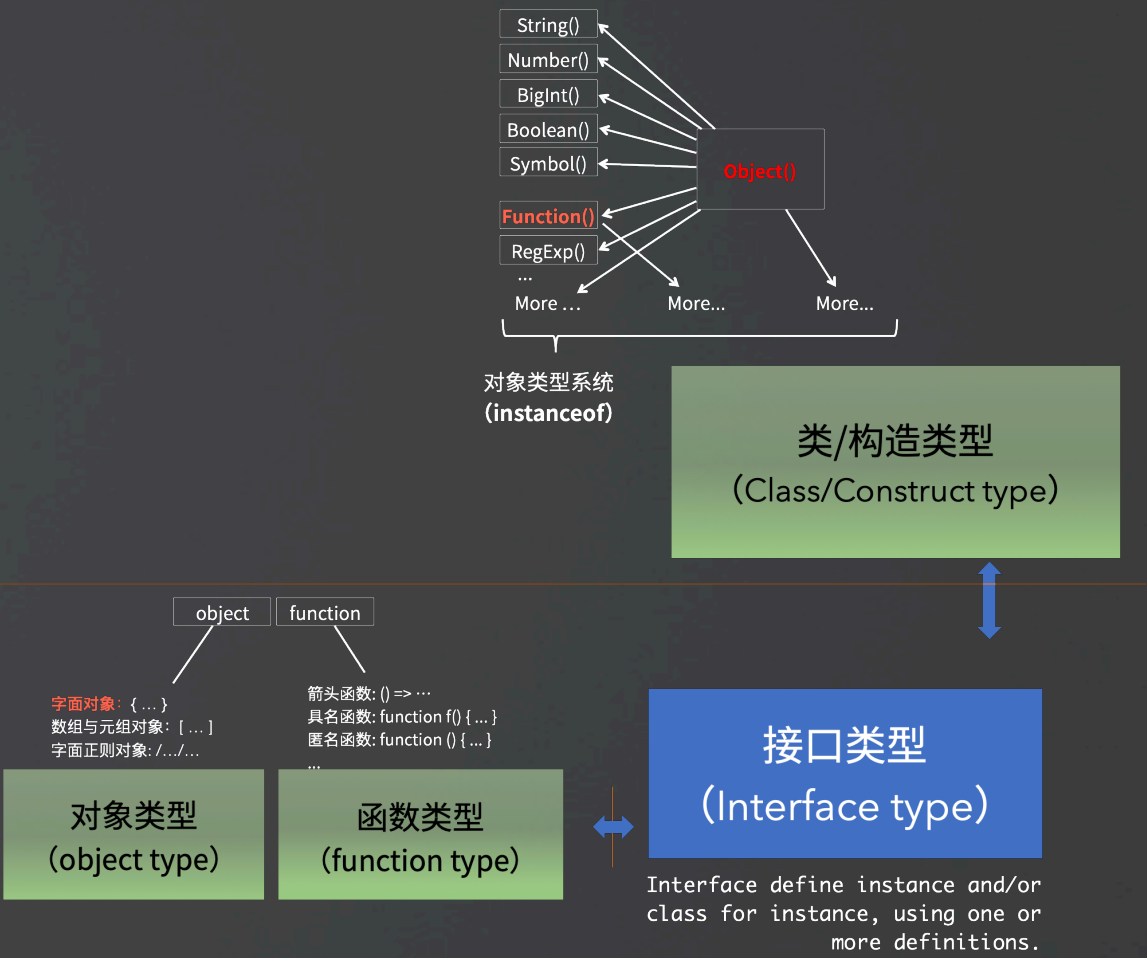 String()
Number()
BigInt()
Boolean()
Symbol()
Object()
Function()
RegExp()
...
More ...
More...
More...
对象类型系统
（instanceof）
类/构造类型
（Class/Construct type）
object
function
字面对象：{ ... }
数组与元组对象：[ ... ]
字面正则对象: /.../...
箭头函数: () => ⋯
具名函数: function f() { ... }
匿名函数: function () { ... }
...
对象类型
（object type）
函数类型
（function type）
接口类型
（Interface type）
Interface define instance and/or
class for instance, using one or
more definitions.